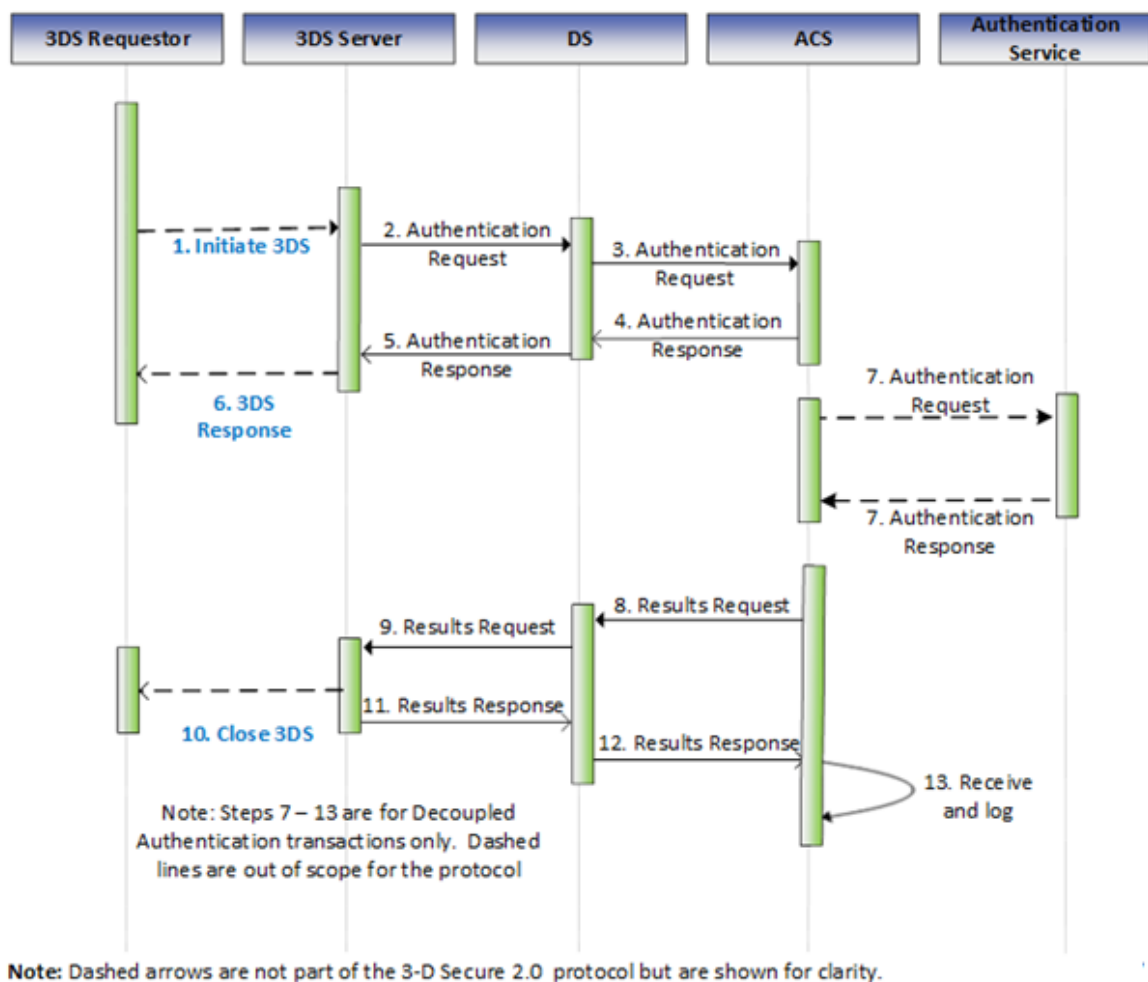 3DS Requestor
3DS Server
DS
ACS
Authentication
Service
1. Initiate 3DS
2. Authentication
Request
3. Authentication
Request
4. Authentication
Response
5. Authentication
Response
6. 3DS
Response
7. Authentication
Request
7. Authentication
Response
8. Results Request
9. Results Request
10. Close 3DS
11. Results Response
12. Results Response
13. Receive
and log
Note: Steps 7 – 13 are for Decoupled
Authentication transactions only. Dashed
lines are out of scope for the protocol
Note: Dashed arrows are not part of the 3-D Secure 2.0 protocol but are shown for clarity.